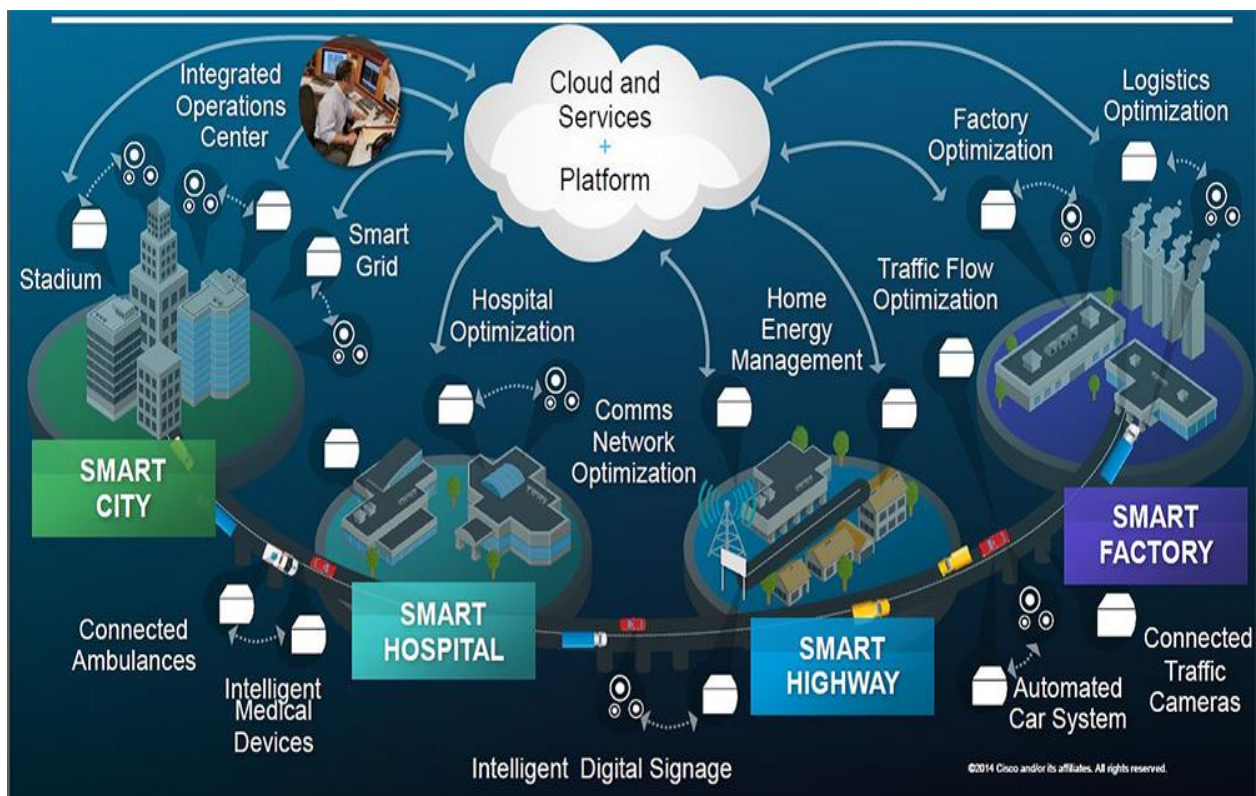 Integrated
Operations
Center
Cloud and
Services
+
Platform
Logistics
Optimization
Factory
Optimization
Stadium
Smart
Grid
Hospital
Optimization
Home
Energy
Management
Traffic Flow
Optimization
Comms
Network
Optimization
SMART
CITY
SMART
HOSPITAL
SMART
HIGHWAY
SMART
FACTORY
Connected
Ambulances
Intelligent
Medical
Devices
Intelligent Digital Signage
Automated
Car System
Connected
Traffic
Cameras
©2014 Cisco and/or its affiliates. All rights reserved.